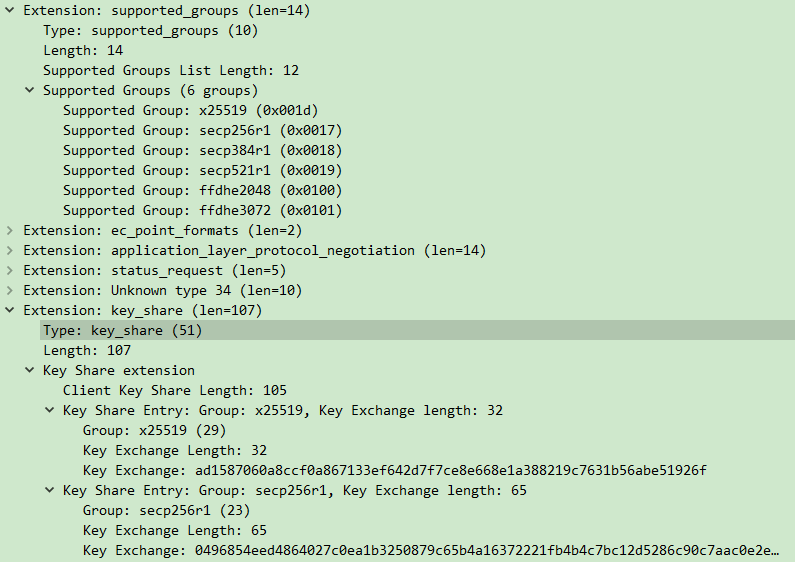 Extension: supported_groups (len=14)
Type: supported_groups (10)
Length: 14
Supported Groups List Length: 12
Supported Groups (6 groups)
Supported Group: x25519 (0x001d)
Supported Group: secp256r1 (0x0017)
Supported Group: secp384r1 (0x0018)
Supported Group: secp521r1 (0x0019)
Supported Group: ffdhe2048 (0x0100)
Supported Group: ffdhe3072 (0x0101)
Extension: ec_point_formats (len=2)
Extension: application_layer_protocol_negotiation (len=14)
Extension: status_request (len=5)
Extension: Unknown type 34 (len=10)
Extension: key_share (len=107)
Type: key_share (51)
Length: 107
Key Share extension
Client Key Share Length: 105
Key Share Entry: Group: x25519, Key Exchange length: 32
Group: x25519 (29)
Key Exchange Length: 32
Key Exchange: ad1587060a8ccf0a867133ef642d7f7ce8e668e1a388219c7631b56abe51926f
Key Share Entry: Group: secp256r1, Key Exchange length: 65
Group: secp256r1 (23)
Key Exchange Length: 65
Key Exchange: 0496854eed4864027c0ea1b3250879c65b4a16372221fb4b4c7bc12d5286c90c7aac0e2e…